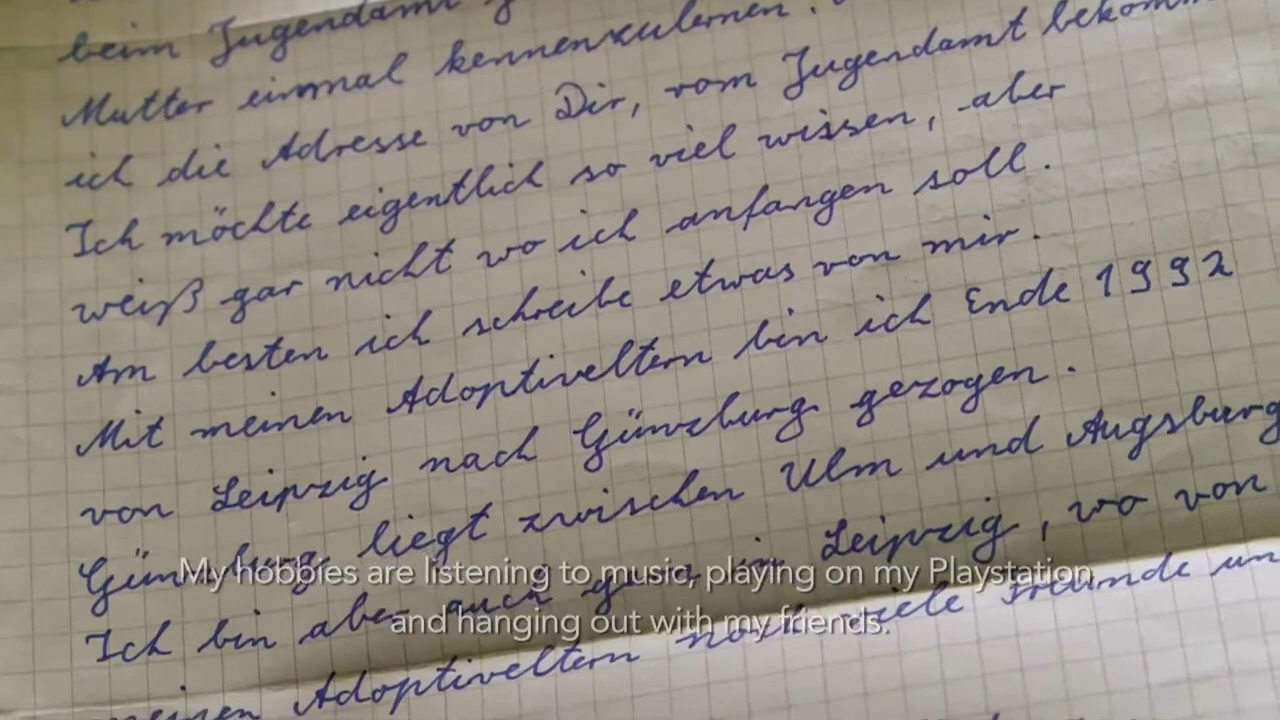 beim Jugendamt
Mutter einmal kennenzulernen.
ich die Adresse von Dir, vom Jugendamt bekomm
Ich möchte eigentlich so viel wissen, aber
weiß gar nicht wo ich anfangen soll.
Am besten ich schreibe etwas von mir.
Mit meinen Adoptiveltern bin ich Ende 1992
von Leipzig nach Günzburg gezogen.
Günzburg liegt zwischen Ulm und Augsburg
Ich bin aber auch gern in Leipzig, wo von
meinen Adoptiveltern noch viele Freunde un
My hobbies are listening to music, playing on my Playstation
and hanging out with my friends.